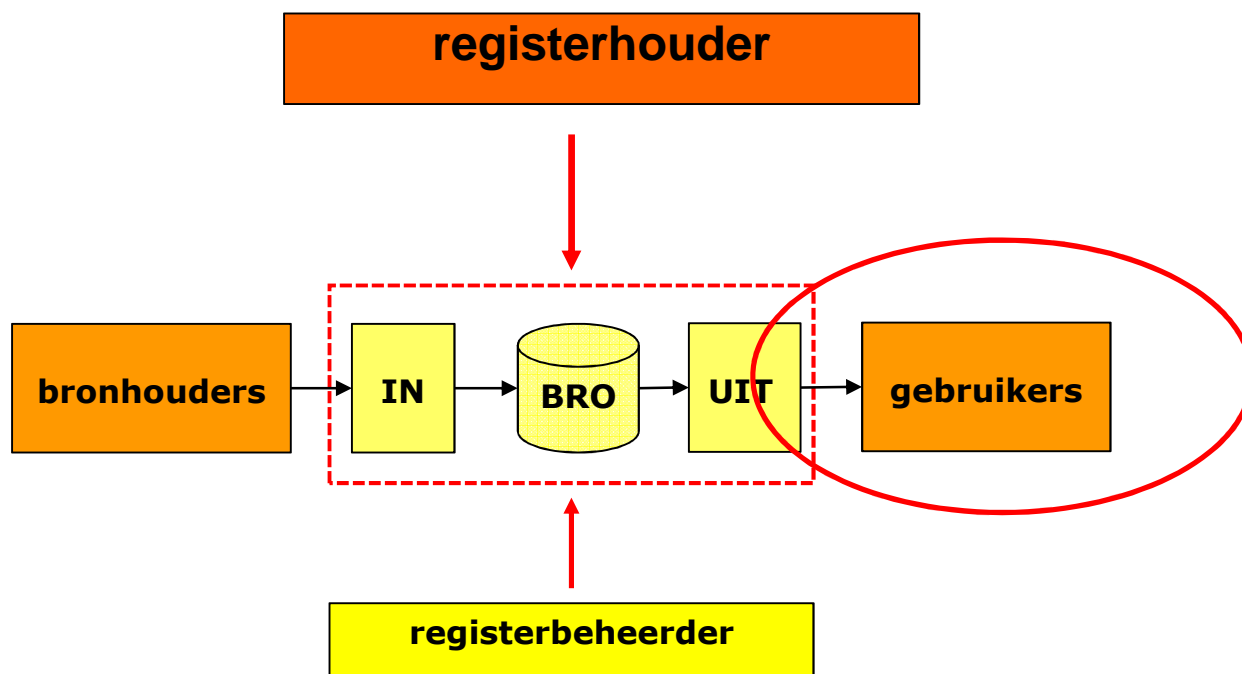 registerhouder
bronhouders
IN
BRO
UIT
gebruikers
registerbeheerder